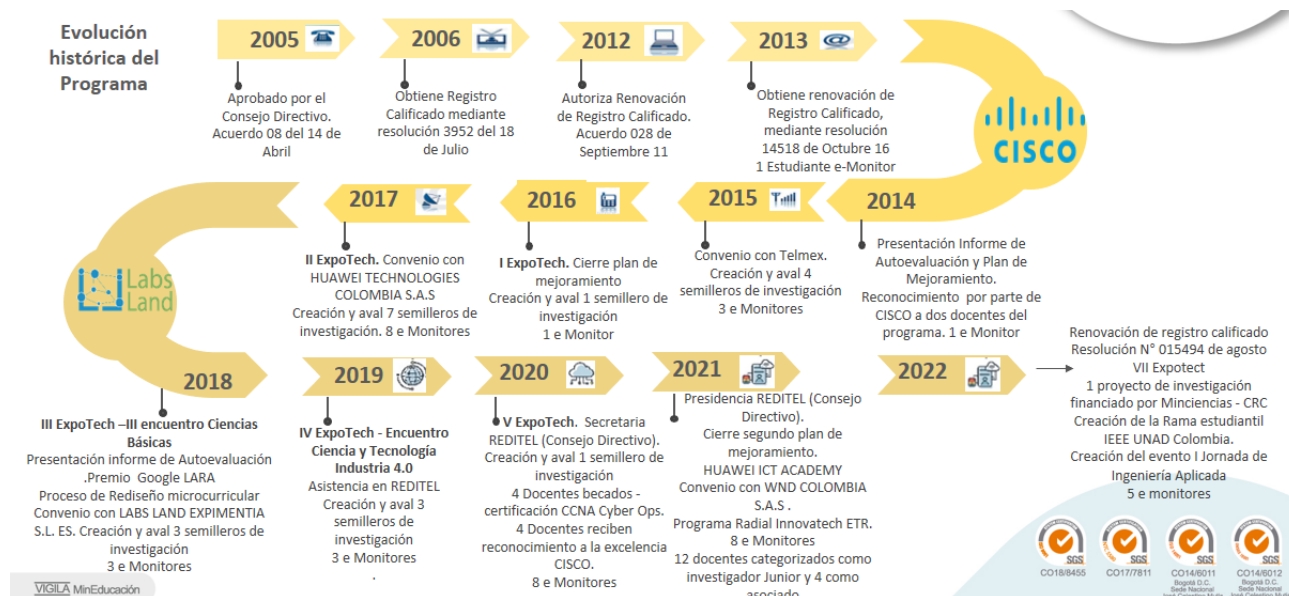 Evolución
histórica del
Programa
2005
Aprobado por el
Consejo Directivo.
Acuerdo 08 del 14 de
Abril
2006
Obtiene Registro
Calificado mediante
resolución 3952 del 18
de Julio
2012
Autoriza Renovación
de Registro Calificado.
Acuerdo 028 de
Septiembre 11
2013
Obtiene renovación de
Registro Calificado,
mediante resolución
14518 de Octubre 16
1 Estudiante e-Monitor
CISCO
2014
Presentación Informe de
Autoevaluación y Plan de
Mejoramiento.
Reconocimiento por parte de
CISCO a dos docentes del
programa. 1 e Monitor
2015
Convenio con Telmex.
Creación y aval 4
semilleros de investigación
3 e Monitores
2016
I ExpoTech. Cierre plan de
mejoramiento
Creación y aval 1 semillero de
investigación
1 e Monitor
2017
II ExpoTech. Convenio con
HUAWEI TECHNOLOGIES
COLOMBIA S.A.S
Creación y aval 7 semilleros de
investigación. 8 e Monitores
Labs
Land
2018
III ExpoTech –III encuentro Ciencias
Básicas
Presentación informe de Autoevaluación
.Premio Google LARA
Proceso de Rediseño microcurricular
Convenio con LABS LAND EXPIMENTIA
S.L. ES. Creación y aval 3 semilleros de
investigación
3 e Monitores
2019
IV ExpoTech - Encuentro
Ciencia y Tecnología
Industria 4.0
Asistencia en REDITEL
Creación y aval 3
semilleros de
investigación
3 e Monitores
.
2020
V ExpoTech. Secretaria
REDITEL (Consejo Directivo).
Creación y aval 1 semillero de
investigación
4 Docentes becados -
certificación CCNA Cyber Ops.
4 Docentes reciben
reconocimiento a la excelencia
CISCO.
8 e Monitores
2021
Presidencia REDITEL (Consejo
Directivo).
Cierre segundo plan de
mejoramiento.
HUAWEI ICT ACADEMY
Convenio con WND COLOMBIA
S.A.S .
Programa Radial Innovatech ETR.
8 e Monitores
12 docentes categorizados como
investigador Junior y 4 como
asociado
2022
Renovación de registro calificado
Resolución N° 015494 de agosto
VII Expotect
1 proyecto de investigación
financiado por Minciencias - CRC
Creación de la Rama estudiantil
IEEE UNAD Colombia.
Creación del evento I Jornada de
Ingeniería Aplicada
5 e monitores
SGS
CO18/8455
SGS
CO17/7811
SGS
CO14/6011
Bogotá D.C.
Sede Nacional
SGS
CO14/6012
Bogotá D.C.
Sede Nacional
VIGILA MinEducación